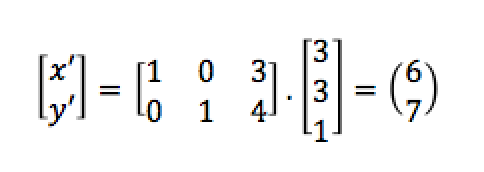 [x′ y′] = [1 0 3 0 1 4] . [3 3 1] = (6 7)